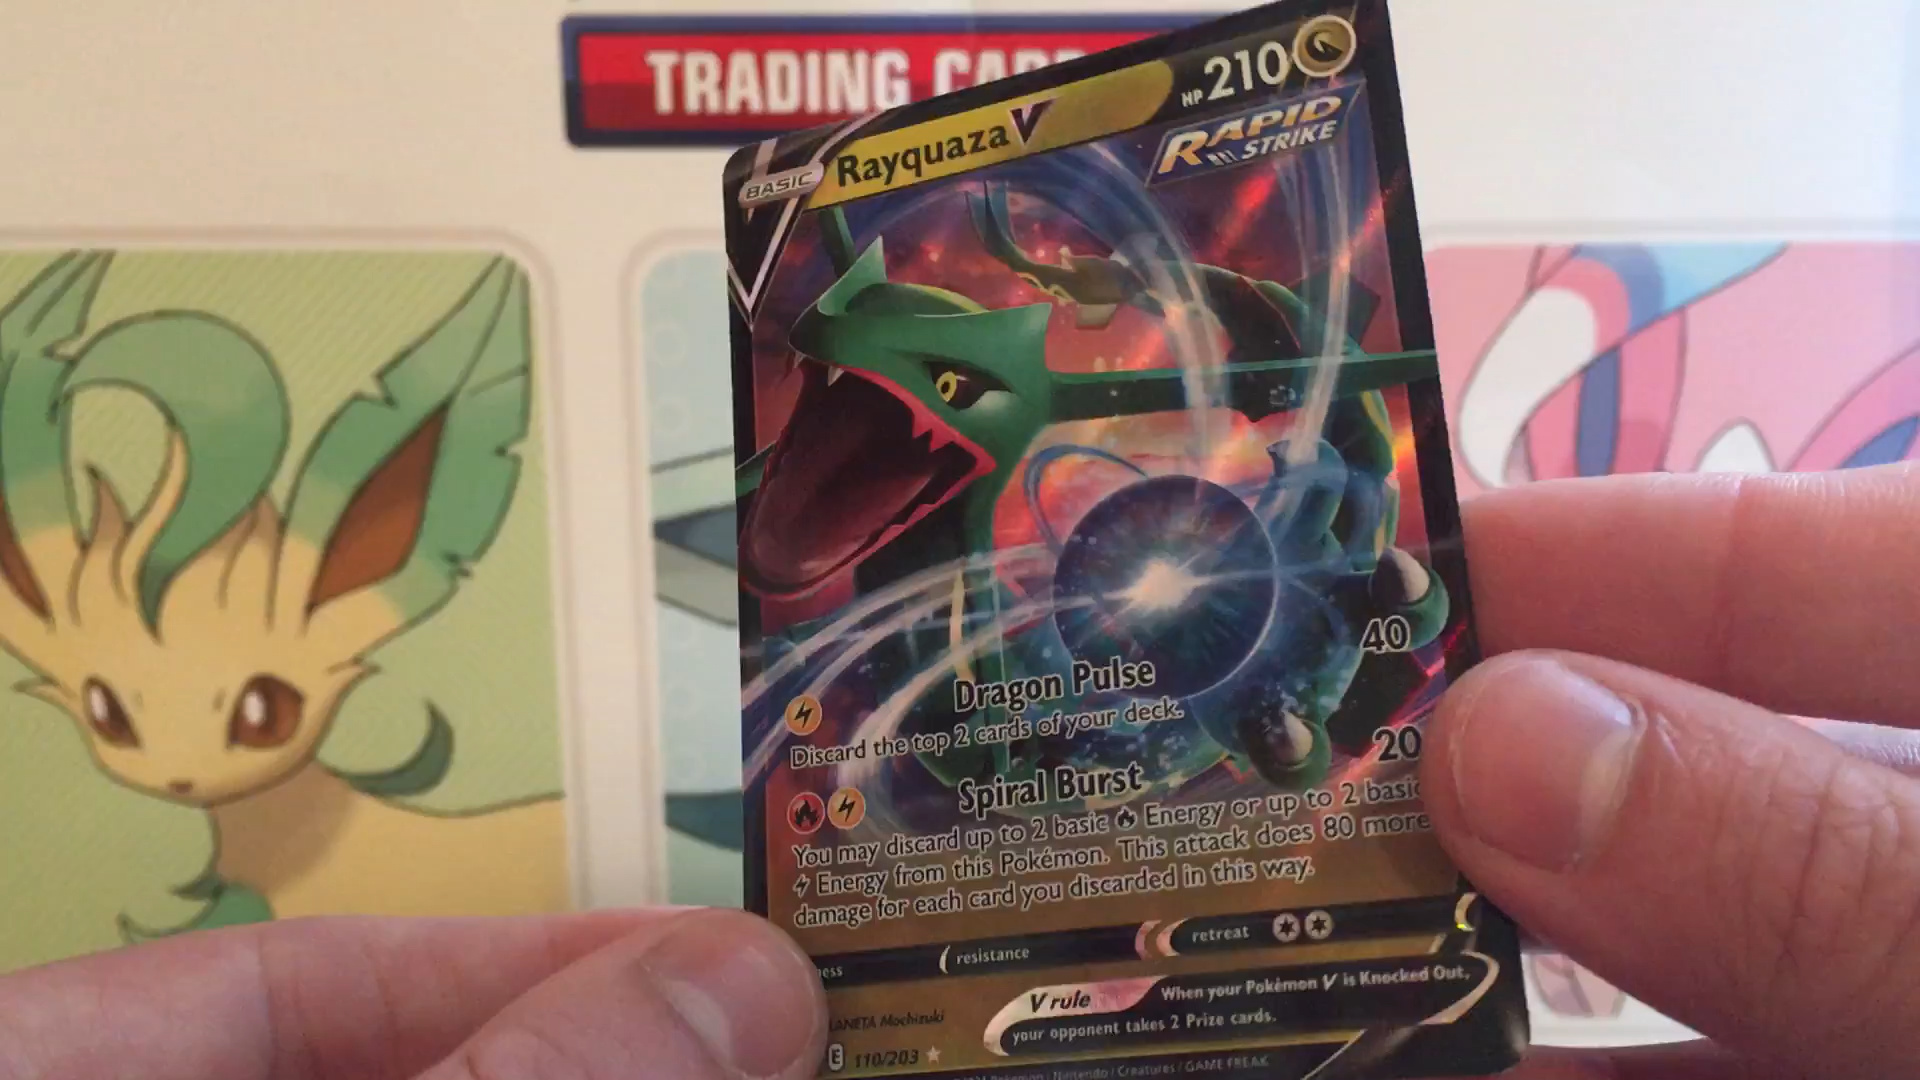 TRADING
BASIC Rayquaza V HP 210
RAPID
STRIKE
Dragon Pulse 40
Discard the top 2 cards of your deck.
Spiral Burst 20
You may discard up to 2 basic Energy or up to 2 basic
Energy from this Pokémon. This attack does 80 more
damage for each card you discarded in this way.
resistance retreat
V rule When your Pokémon V is Knocked Out,
your opponent takes 2 Prize cards.
Mochizuki
E 110/203
Pokémon / Nintendo / Creatures / GAME FREAK